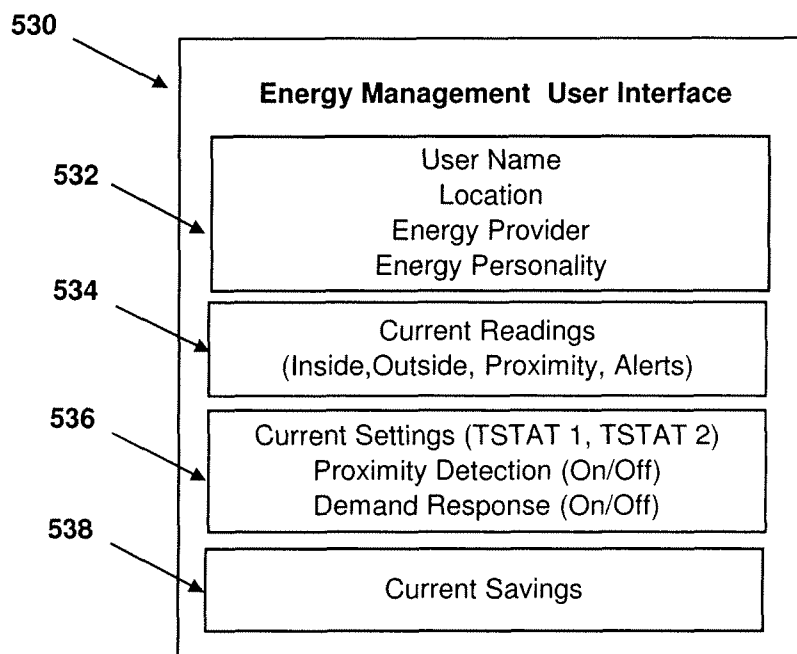 530
Energy Management User Interface
532
User Name
Location
Energy Provider
Energy Personality
534
Current Readings
(Inside,Outside, Proximity, Alerts)
536
Current Settings (TSTAT 1, TSTAT 2)
Proximity Detection (On/Off)
Demand Response (On/Off)
538
Current Savings